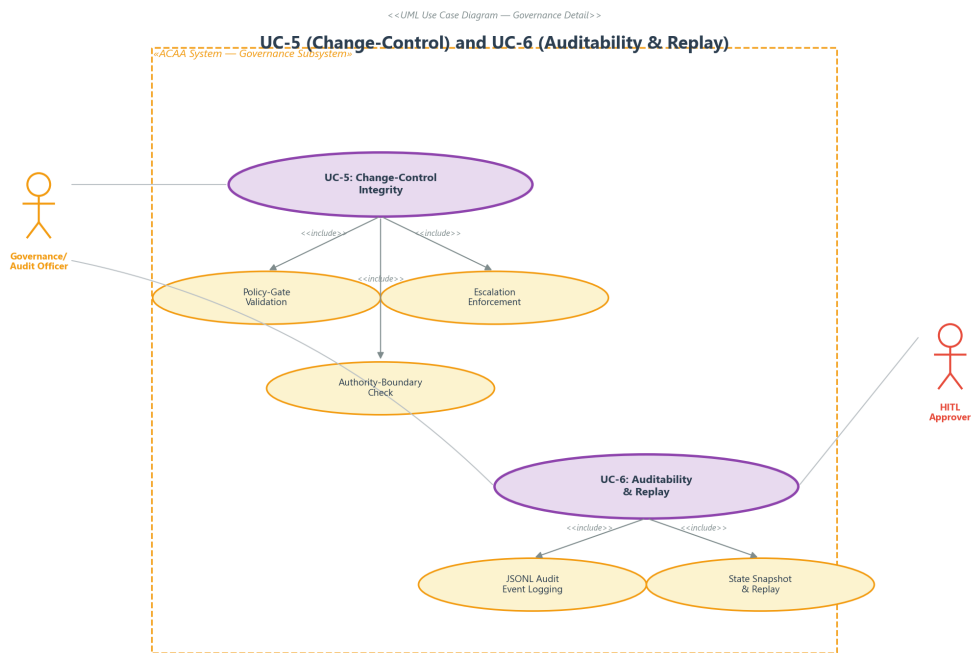 <<UML Use Case Diagram — Governance Detail>>
UC-5 (Change-Control) and UC-6 (Auditability & Replay)
«ACAA System — Governance Subsystem»
UC-5: Change-Control
Integrity
Governance/
Audit Officer
<<include>>
<<include>>
<<include>>
Policy-Gate
Validation
Escalation
Enforcement
Authority-Boundary
Check
HITL
Approver
UC-6: Auditability
& Replay
<<include>>
<<include>>
JSONL Audit
Event Logging
State Snapshot
& Replay